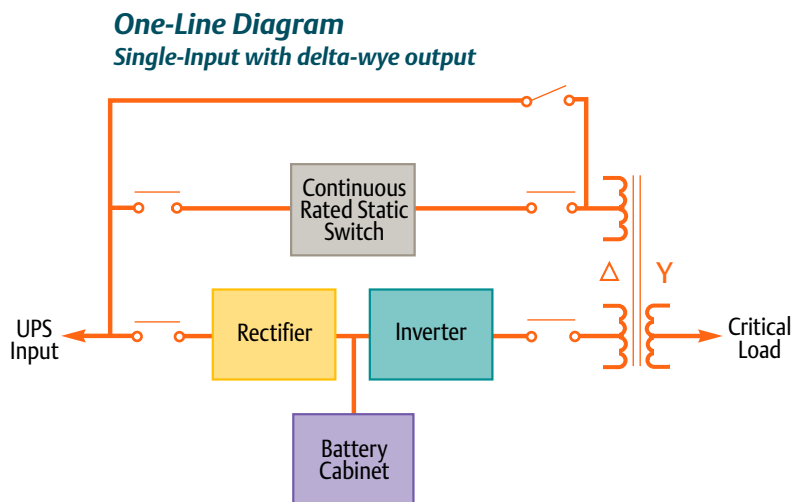 One-Line Diagram
Single-Input with delta-wye output
Continuous
Rated Static
Switch
Δ Y
UPS
Input
Rectifier
Inverter
Critical
Load
Battery
Cabinet